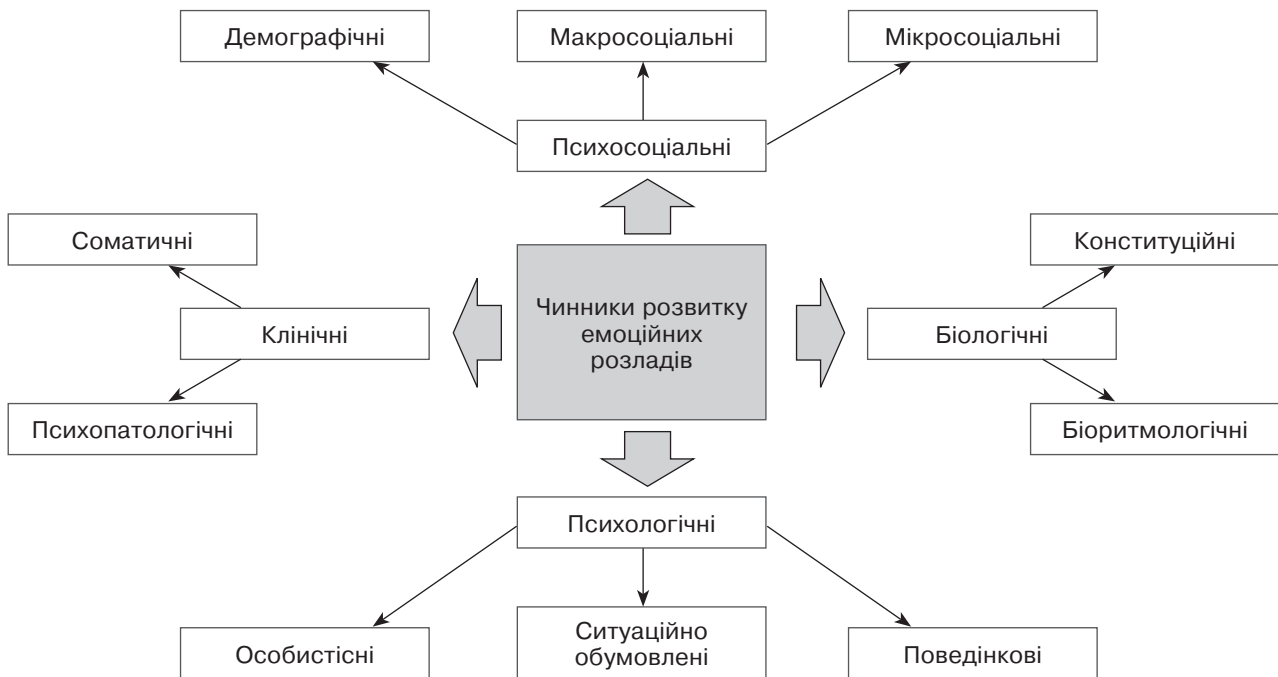 Демографічні
Макросоціальні
Мікросоціальні
Психосоціальні
Соматичні
Конституційні
Чинники розвитку
емоційних
розладів
Клінічні
Біологічні
Психопатологічні
Біоритмологічні
Психологічні
Особистісні
Ситуаційно
обумовлені
Поведінкові